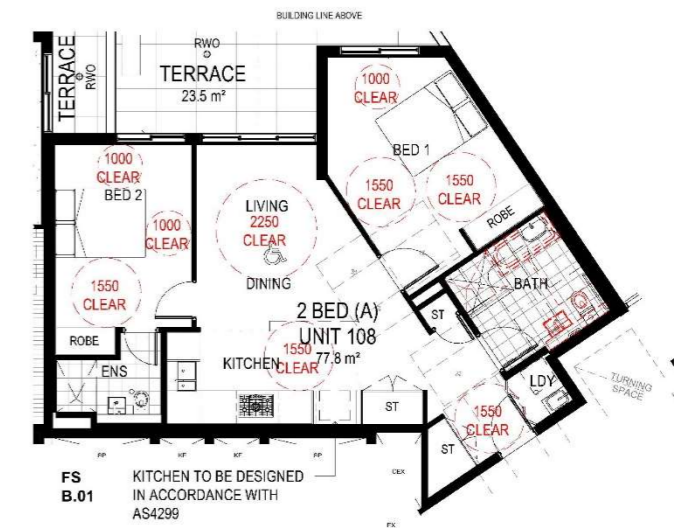 BUILDING LINE ABOVE
TERRACE
RWO
RWO
TERRACE
23.5 m²
1000
CLEAR
BED 1
1550
CLEAR
1550
CLEAR
ROBE
1000
CLEAR
BED 2
1000
CLEAR
1550
CLEAR
ROBE
ENS
LIVING
2250
CLEAR
DINING
2 BED (A)
UNIT 108
77.8 m²
KITCHEN
1550
CLEAR
ST
BATH
ST
LDY
1550
CLEAR
ST
TURNING
SPACE
CEX
FS
B.01
KITCHEN TO BE DESIGNED
IN ACCORDANCE WITH
AS4299